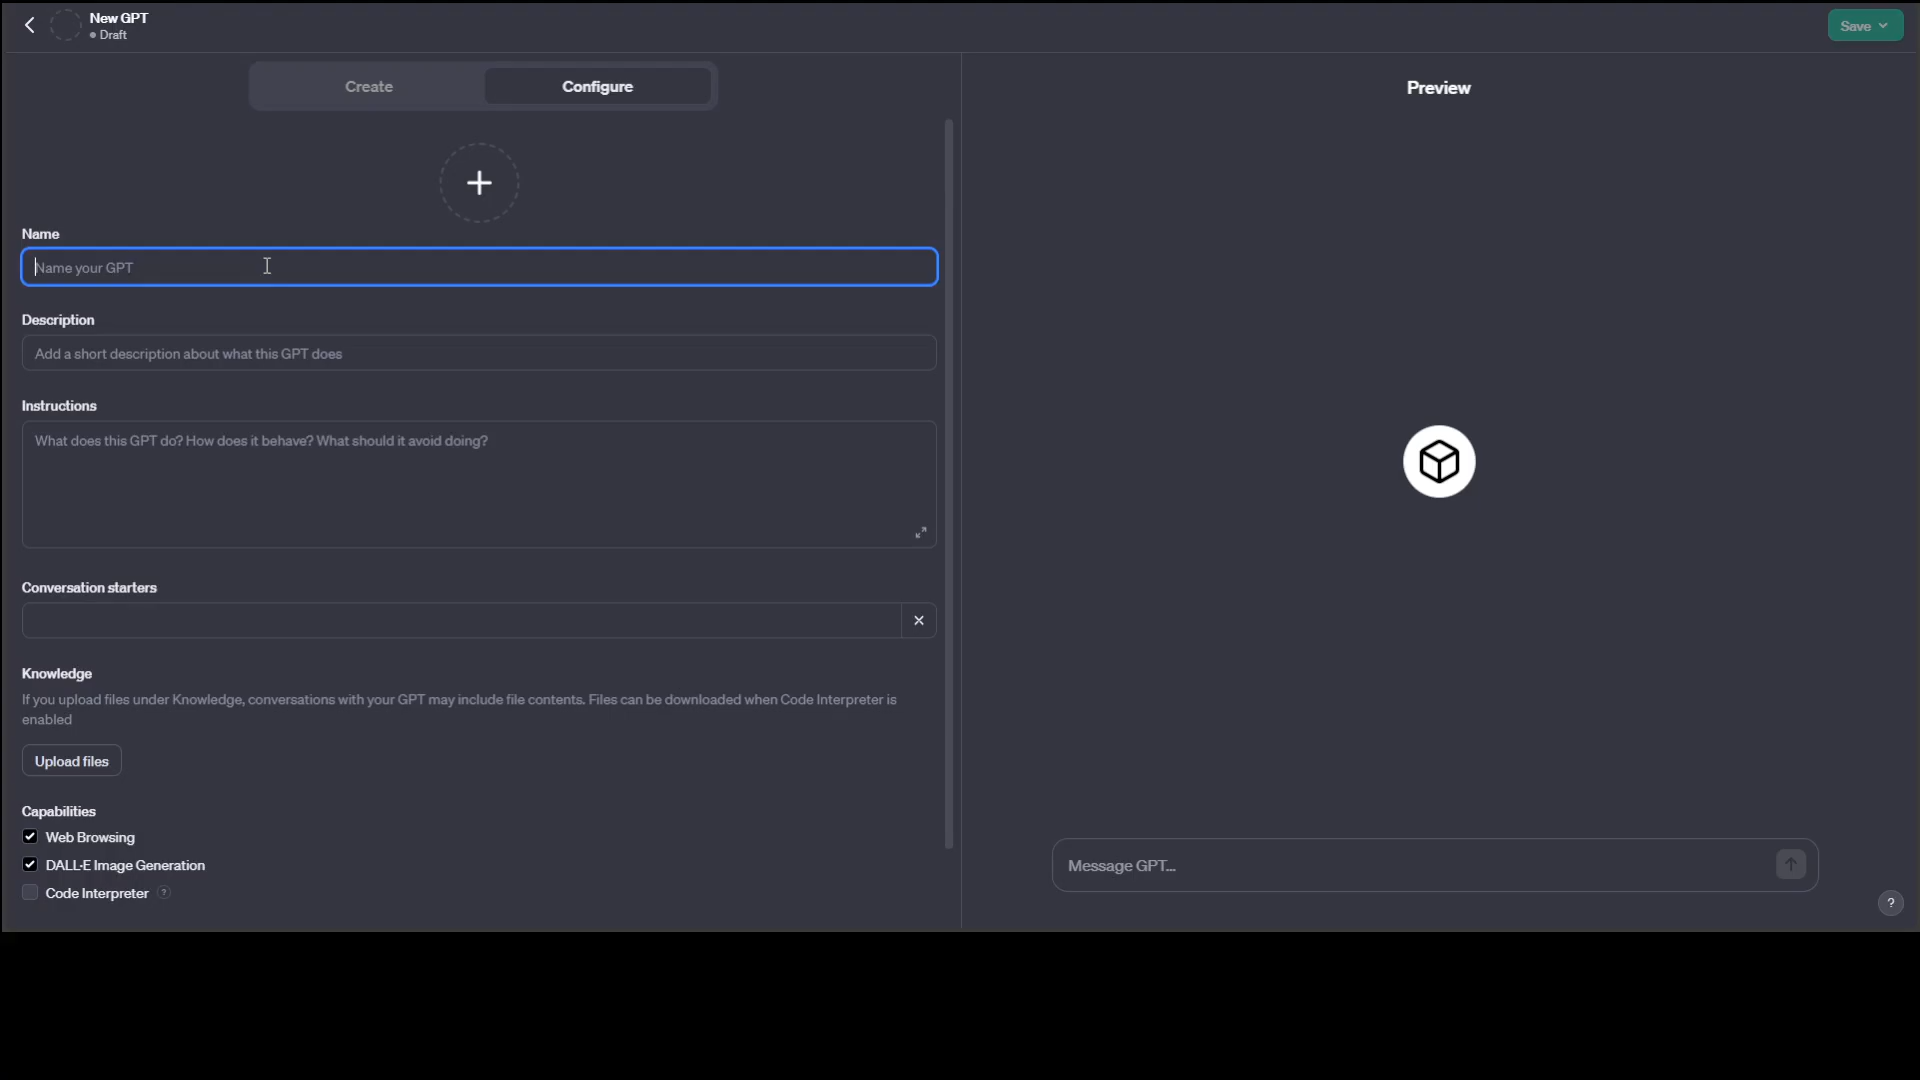 New GPT
Draft
Save
Create
Configure
Preview
Name
Name your GPT
Description
Add a short description about what this GPT does
Instructions
What does this GPT do? How does it behave? What should it avoid doing?
Conversation starters
Knowledge
If you upload files under Knowledge, conversations with your GPT may include file contents. Files can be downloaded when Code Interpreter is
enabled
Upload files
Capabilities
Web Browsing
DALL·E Image Generation
Code Interpreter ?
Message GPT...
?